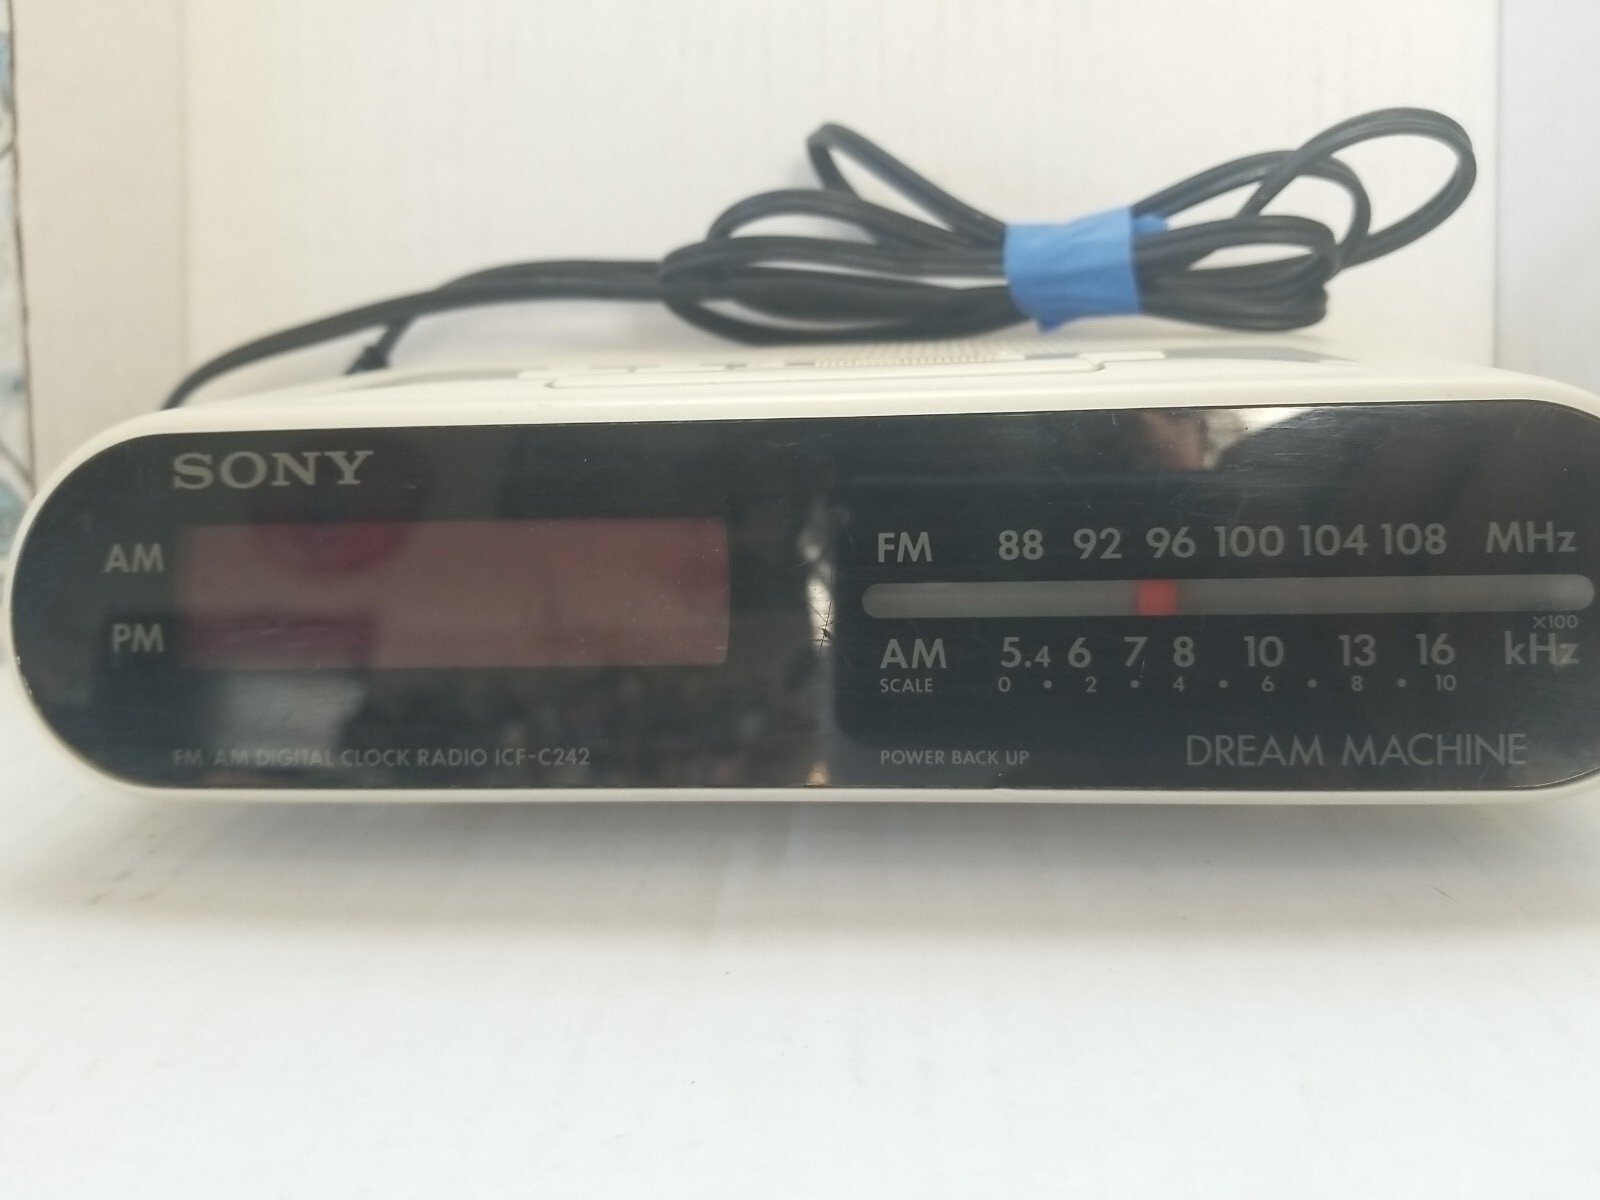 SONY
AM
PM
FM/AM DIGITAL CLOCK RADIO ICF-C242
FM 88 92 96 100 104 108 MHz
×100
AM 5.4 6 7 8 10 13 16 kHz
SCALE 0 • 2 • 4 • 6 • 8 • 10
POWER BACK UP
DREAM MACHINE